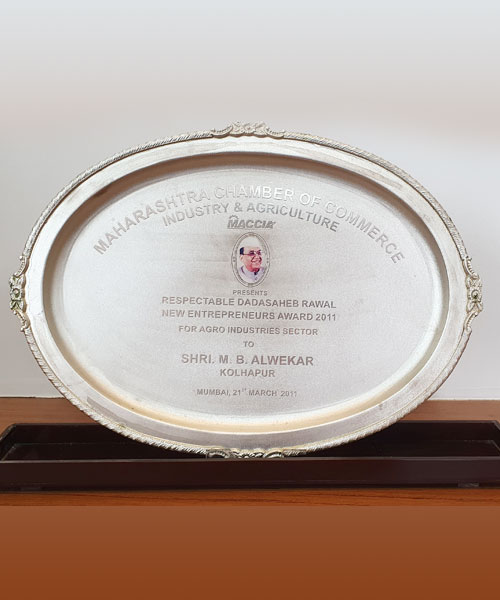 MAHARASHTRA CHAMBER OF COMMERCE
INDUSTRY & AGRICULTURE
MACCIA
PRESENTS
RESPECTABLE DADASAHEB RAWAL
NEW ENTREPRENEURS AWARD 2011
FOR AGRO INDUSTRIES SECTOR
TO
SHRI. M. B. ALWEKAR
KOLHAPUR
MUMBAI, 21ST MARCH 2011